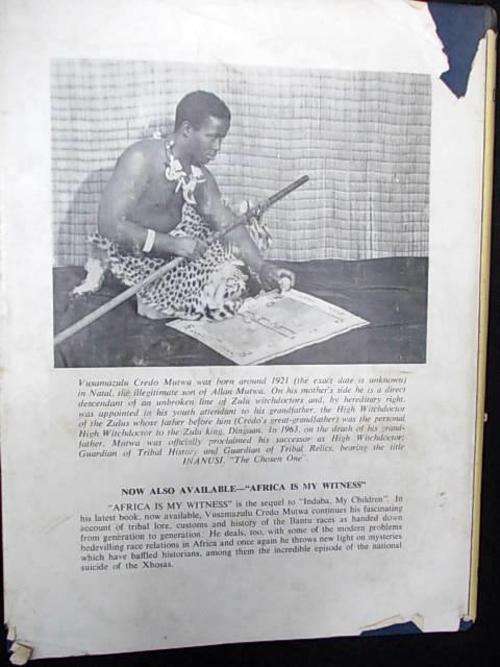 Vusamazulu Credo Mutwa was born around 1921 (the exact date is unknown)
in Natal, the illegitimate son of Allan Mutwa. On his mother's side he is a direct
descendant of an unbroken line of Zulu witchdoctors and, by hereditary right,
was appointed in his youth attendant to his grandfather, the High Witchdoctor
of the Zulus whose father before him (Credo's great-grandfather) was the personal
High Witchdoctor to the Zulu king, Dingaan. In 1963, on the death of his grand-
father, Mutwa was officially proclaimed his successor as High Witchdoctor;
Guardian of Tribal History and Guardian of Tribal Relics, bearing the title
INANUSI, "The Chosen One".
NOW ALSO AVAILABLE—"AFRICA IS MY WITNESS"
"AFRICA IS MY WITNESS" is the sequel to "Indaba, My Children". In
his latest book, now available, Vusamazulu Credo Mutwa continues his fascinating
account of tribal lore, customs and history of the Bantu races as handed down
from generation to generation. He deals, too, with some of the modern problems
bedevilling race relations in Africa and once again he throws new light on mysteries
which have baffled historians, among them the incredible episode of the national
suicide of the Xhosas.